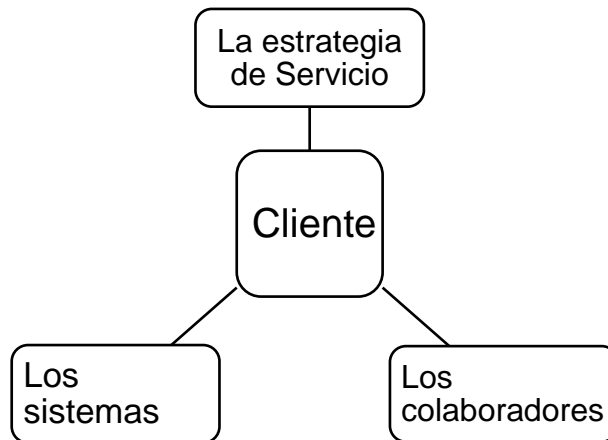 La estrategia
de Servicio
Cliente
Los
sistemas
Los
colaboradores